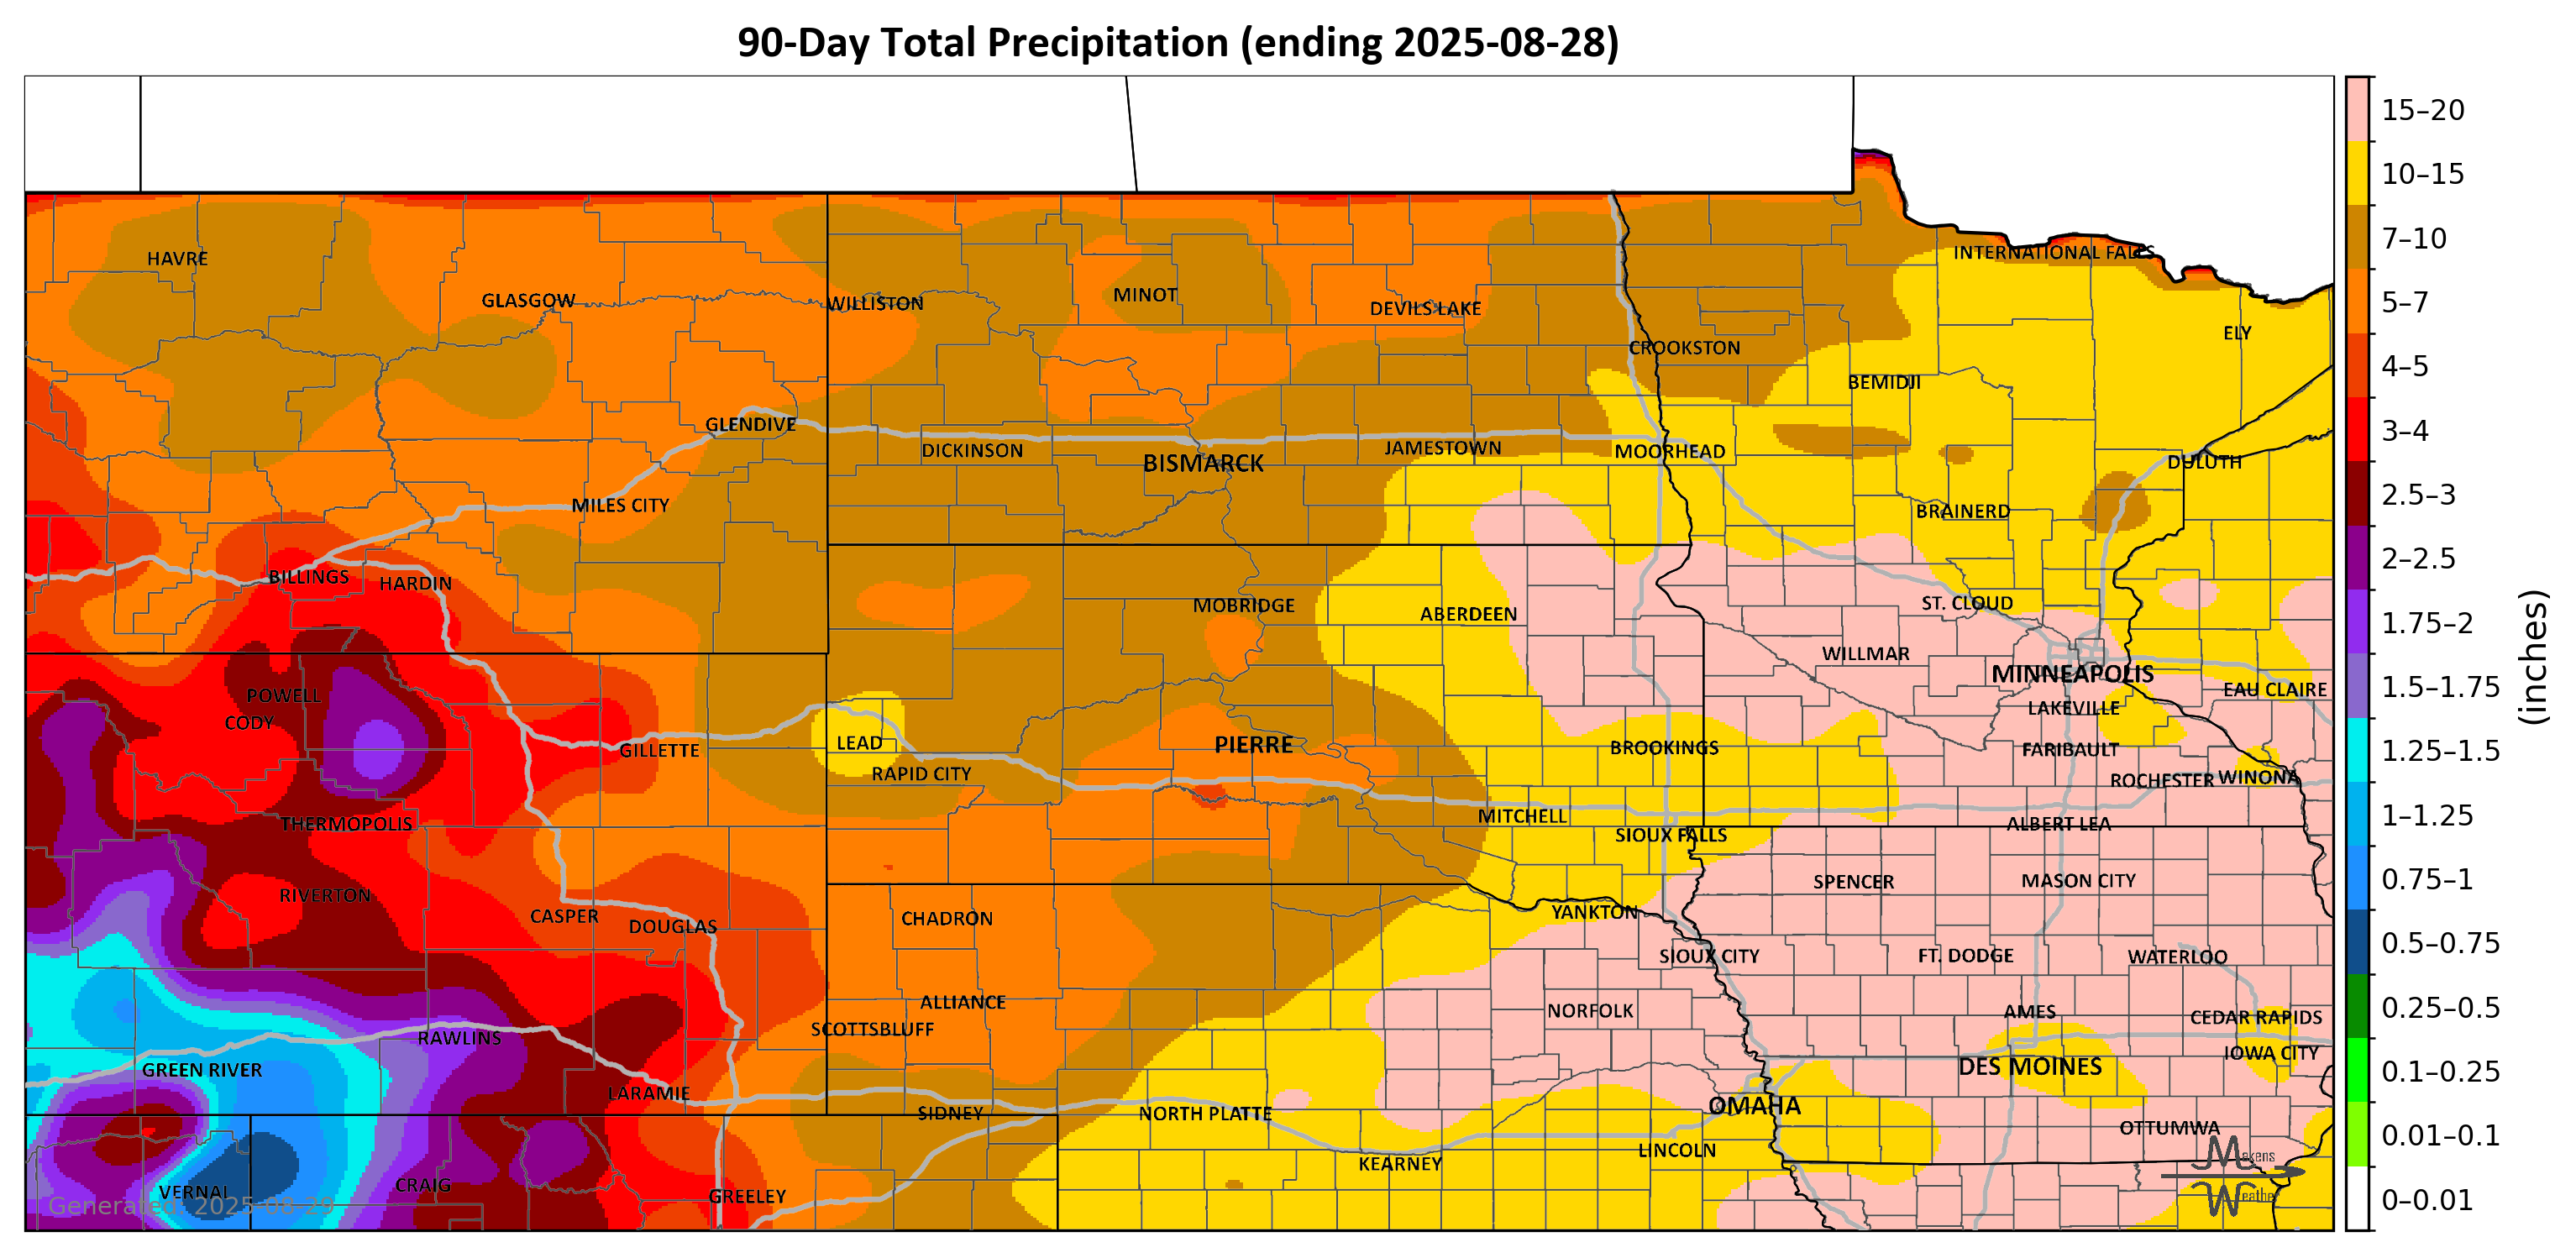 90-Day Total Precipitation (ending 2025-08-28)
15–20
10–15
7–10
5–7
4–5
3–4
2.5–3
2–2.5
1.75–2
1.5–1.75
1.25–1.5
1–1.25
0.75–1
0.5–0.75
0.25–0.5
0.1–0.25
0.01–0.1
0–0.01
(inches)
HAVRE
INTERNATIONAL FALLS
GLASGOW
WILLISTON
MINOT
DEVILS LAKE
ELY
CROOKSTON
BEMIDJI
GLENDIVE
DICKINSON
BISMARCK
JAMESTOWN
MOORHEAD
DULUTH
MILES CITY
BRAINERD
BILLINGS
HARDIN
MOBRIDGE
ABERDEEN
ST. CLOUD
WILLMAR
MINNEAPOLIS
POWELL
EAU CLAIRE
CODY
LAKEVILLE
GILLETTE
LEAD
PIERRE
BROOKINGS
FARIBAULT
RAPID CITY
ROCHESTER
WINONA
THERMOPOLIS
MITCHELL
SIOUX FALLS
ALBERT LEA
RIVERTON
SPENCER
MASON CITY
CASPER
DOUGLAS
CHADRON
YANKTON
SIOUX CITY
FT. DODGE
WATERLOO
ALLIANCE
NORFOLK
AMES
CEDAR RAPIDS
SCOTTSBLUFF
RAWLINS
IOWA CITY
GREEN RIVER
DES MOINES
LARAMIE
SIDNEY
NORTH PLATTE
OMAHA
OTTUMWA
LINCOLN
KEARNEY
VERNAL
CRAIG
GREELEY
Generated: 2025-08-29
Makens
Weather